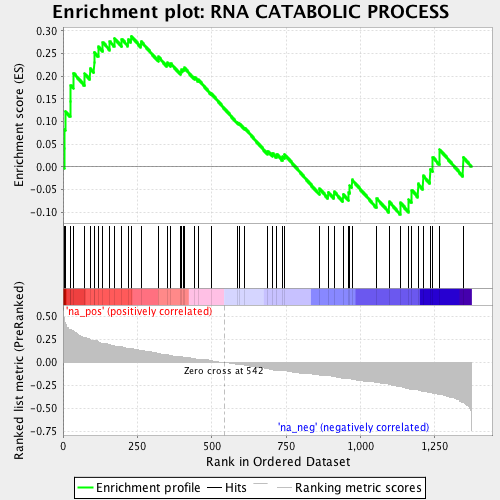 Enrichment plot: RNA CATABOLIC PROCESS
Enrichment score (ES)
0.30
0.25
0.20
0.15
0.10
0.05
0.00
-0.05
-0.10
'na_pos' (positively correlated)
Ranked list metric (PreRanked)
0.50
0.25
0.00
-0.25
-0.50
-0.75
Zero cross at 542
'na_neg' (negatively correlated)
0
250
500
750
1,000
1,250
Rank in Ordered Dataset
Enrichment profile
Hits
Ranking metric scores